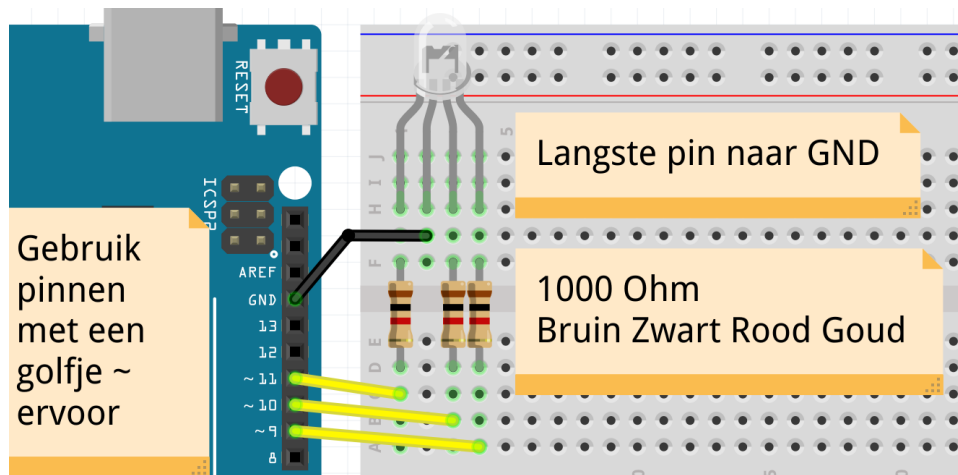 RESET
ICSP2
AREF
GND
13
12
~11
~10
~9
8
Gebruik
pinnen
met een
golfje ~
ervoor
5
J
I
H
F
E
D
C
A
Langste pin naar GND
1000 Ohm
Bruin Zwart Rood Goud